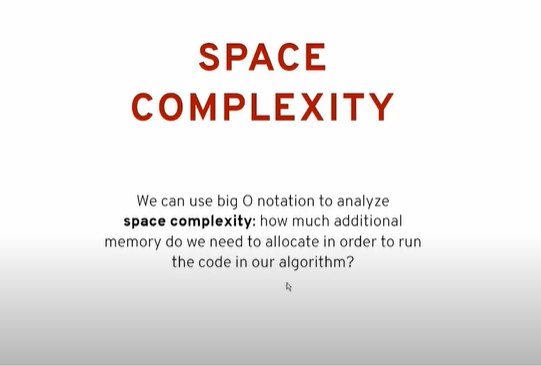 SPACE
COMPLEXITY
We can use big O notation to analyze
space complexity: how much additional
memory do we need to allocate in order to run
the code in our algorithm?